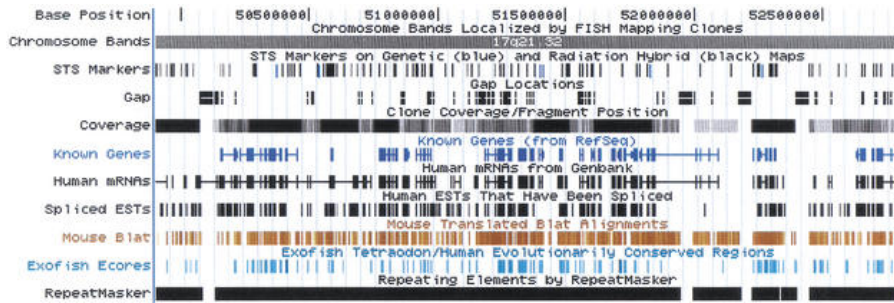 Base Position 50500000 51000000 51500000 52000000 52500000
Chromosome Bands Localized by FISH Mapping Clones
Chromosome Bands 17q21.32
STS Markers on Genetic (blue) and Radiation Hybrid (black) Maps
STS Markers
Gap Locations
Gap
Clone Coverage/Fragment Position
Coverage
Known Genes (from RefSeq)
Known Genes
Human mRNAs from Genbank
Human mRNAs
Human ESTs That Have Been Spliced
Spliced ESTs
Mouse Translated Blat Alignments
Mouse Blat
Exofish Tetraodon/Human Evolutionarily Conserved Regions
Exofish Ecores
Repeating Elements by RepeatMasker
RepeatMasker